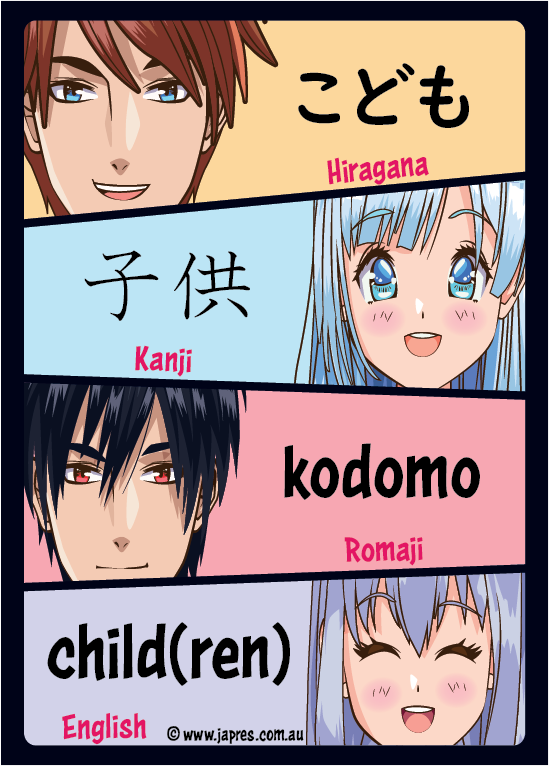 こども
Hiragana
子供
Kanji
kodomo
Romaji
child(ren)
English
© www.japres.com.au